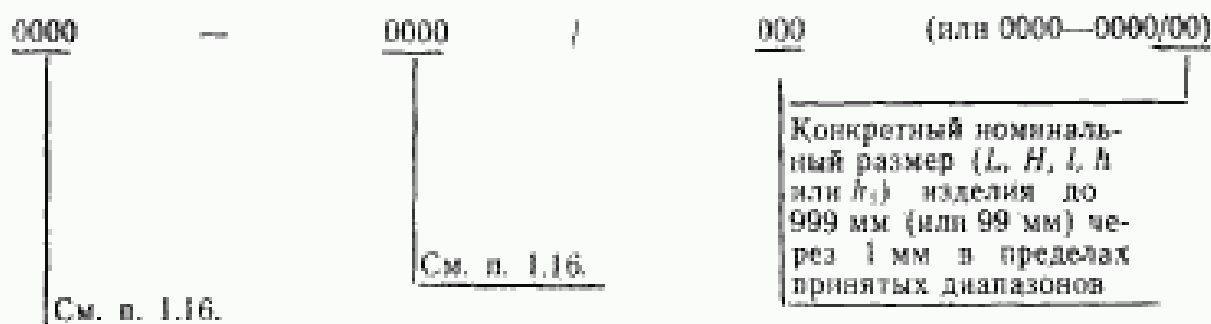 0000 — 0000 / 000 (или 0000—0000/00)
Конкретный номиналь-
ный размер (L, H, l, h
или h₁) изделия до
999 мм (или 99 мм) че-
рез 1 мм в пределах
принятых диапазонов
См. п. 1.16.
См. п. 1.16.